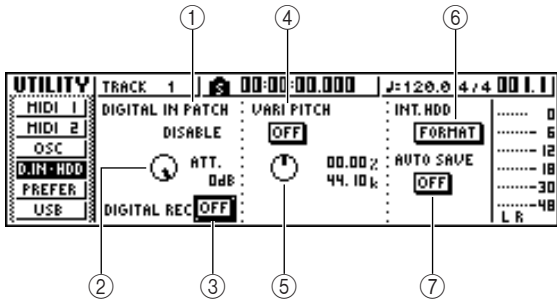 ① ④ ⑥
UTILITY TRACK 1 S 00:00:00.000 ♩=120.0 4/4 001.1
MIDI 1 DIGITAL IN PATCH VARI PITCH INT.HDD 0
MIDI 2 DISABLE OFF FORMAT 6
OSC 12
D.IN·HDD ATT. 00.00% AUTO SAVE 18
PREFER 0dB 44.10k OFF 30
USB DIGITAL REC OFF 48
L R
② ③ ⑤ ⑦